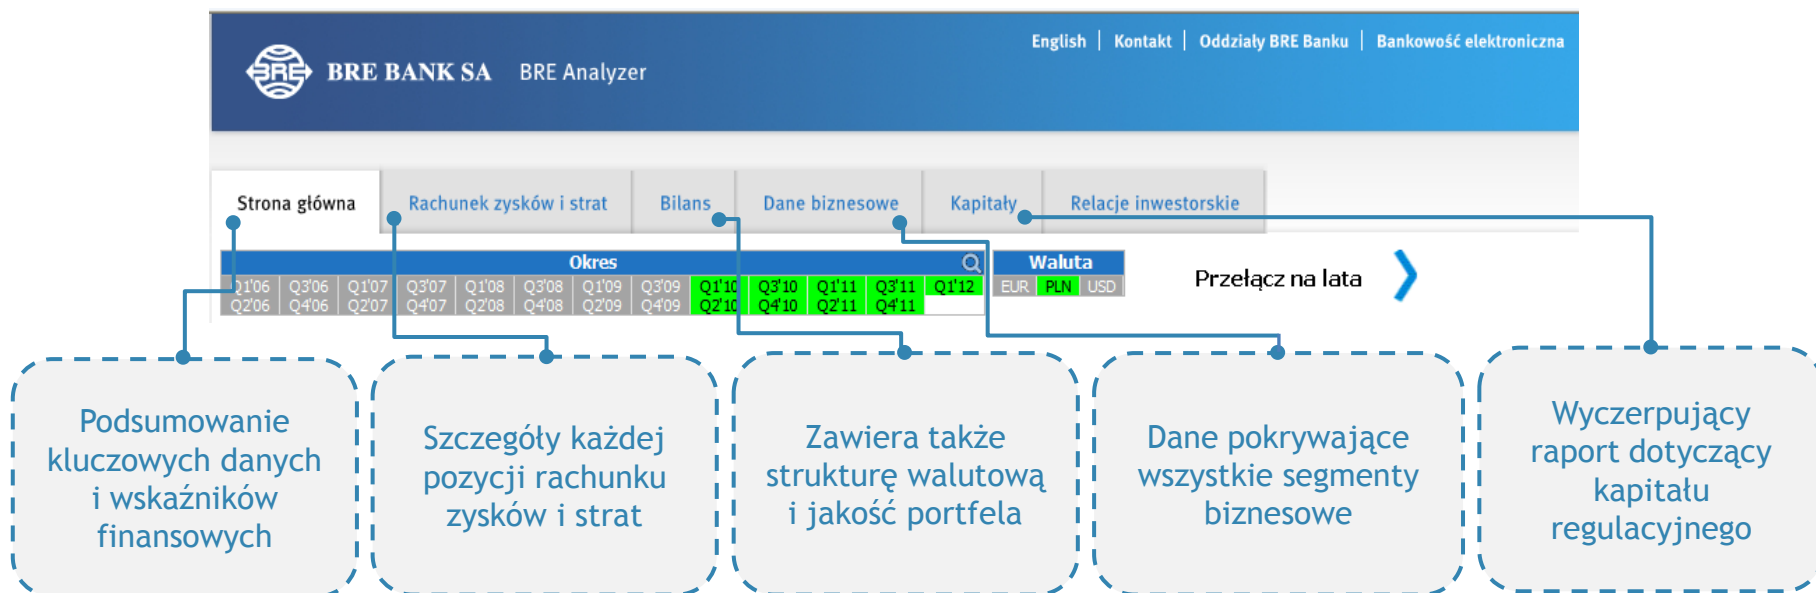 English | Kontakt | Oddziały BRE Banku | Bankowość elektroniczna
BRE BRE BANK SA BRE Analyzer
Strona główna Rachunek zysków i strat Bilans Dane biznesowe Kapitały Relacje inwestorskie
Okres Waluta
Q1'06 Q3'06 Q1'07 Q3'07 Q1'08 Q3'08 Q1'09 Q3'09 Q1'10 Q3'10 Q1'11 Q3'11 Q1'12 EUR PLN USD
Q2'06 Q4'06 Q2'07 Q4'07 Q2'08 Q4'08 Q2'09 Q4'09 Q2'10 Q4'10 Q2'11 Q4'11
Przełącz na lata
Podsumowanie
kluczowych danych
i wskaźników
finansowych
Szczegóły każdej
pozycji rachunku
zysków i strat
Zawiera także
strukturę walutową
i jakość portfela
Dane pokrywające
wszystkie segmenty
biznesowe
Wyczerpujący
raport dotyczący
kapitału
regulacyjnego